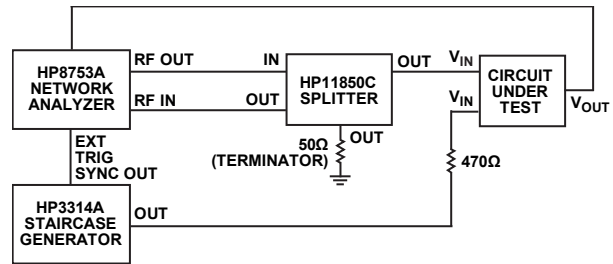 HP8753A
NETWORK
ANALYZER
RF OUT
IN
RF IN
OUT
HP11850C
SPLITTER
OUT
V_IN
V_IN
CIRCUIT
UNDER
TEST
V_OUT
OUT
50Ω
(TERMINATOR)
470Ω
EXT
TRIG
SYNC OUT
HP3314A
STAIRCASE
GENERATOR
OUT